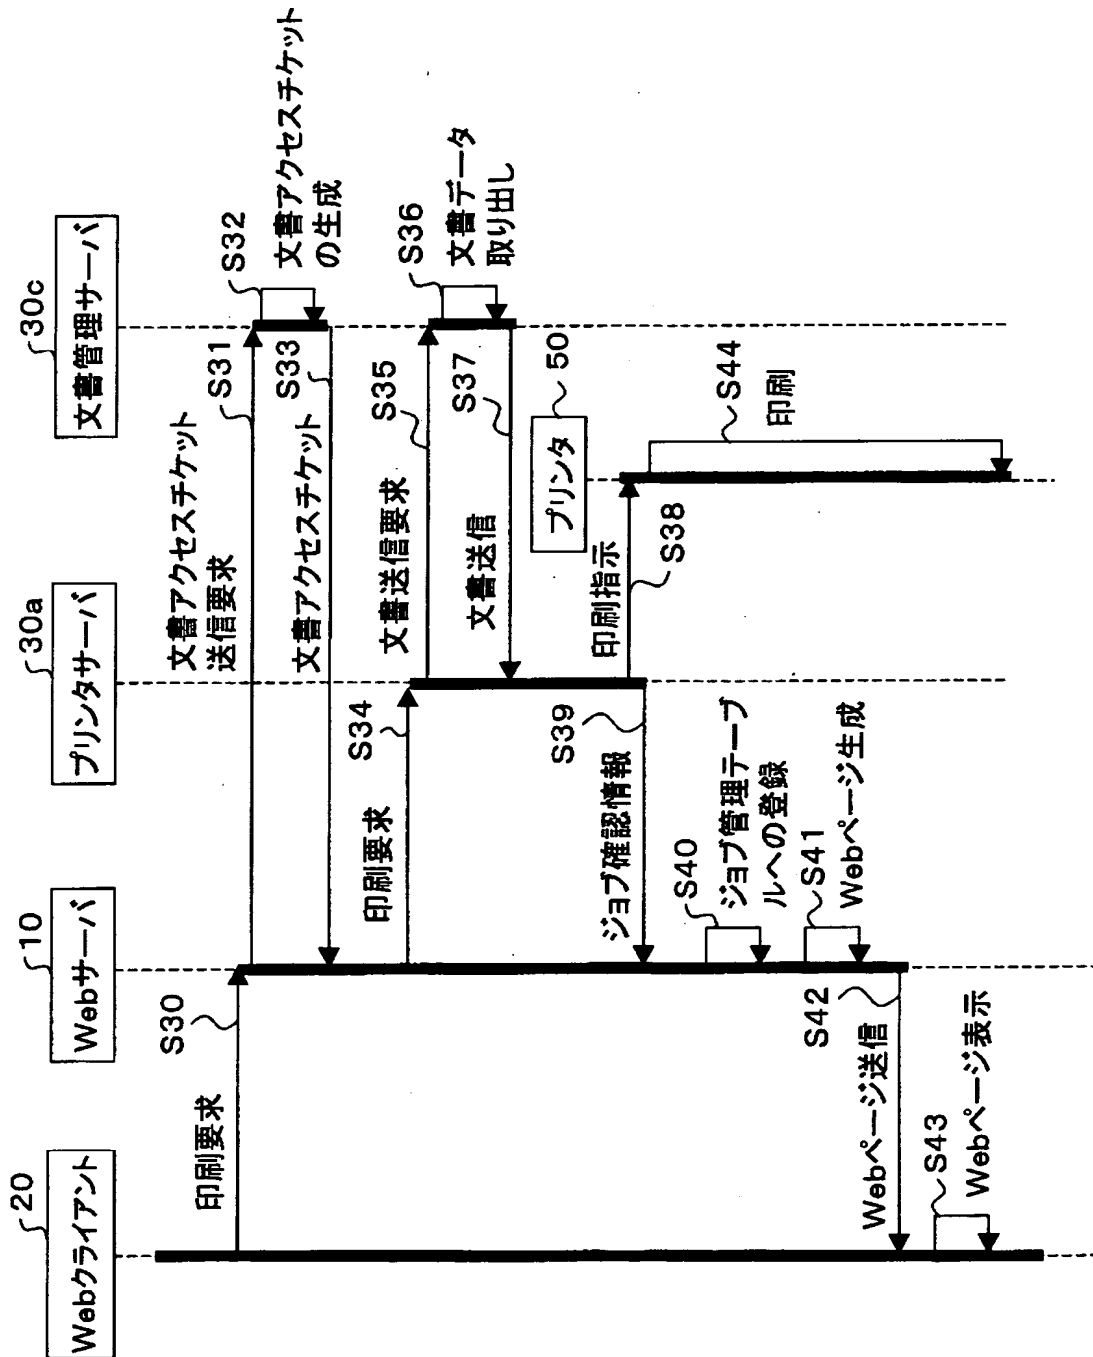 20
Webクライアント
10
Webサーバ
30a
プリンタサーバ
30c
文書管理サーバ
印刷要求
S30
文書アクセスチケット
送信要求
S31
S32
文書アクセスチケット
の生成
文書アクセスチケット
S33
印刷要求
S34
文書送信要求
S35
S36
文書データ
取り出し
文書送信
S37
プリンタ
50
印刷指示
S38
S44
印刷
ジョブ確認情報
S39
S40
ジョブ管理テーブ
ルへの登録
S41
Webページ生成
Webページ送信
S42
S43
Webページ表示